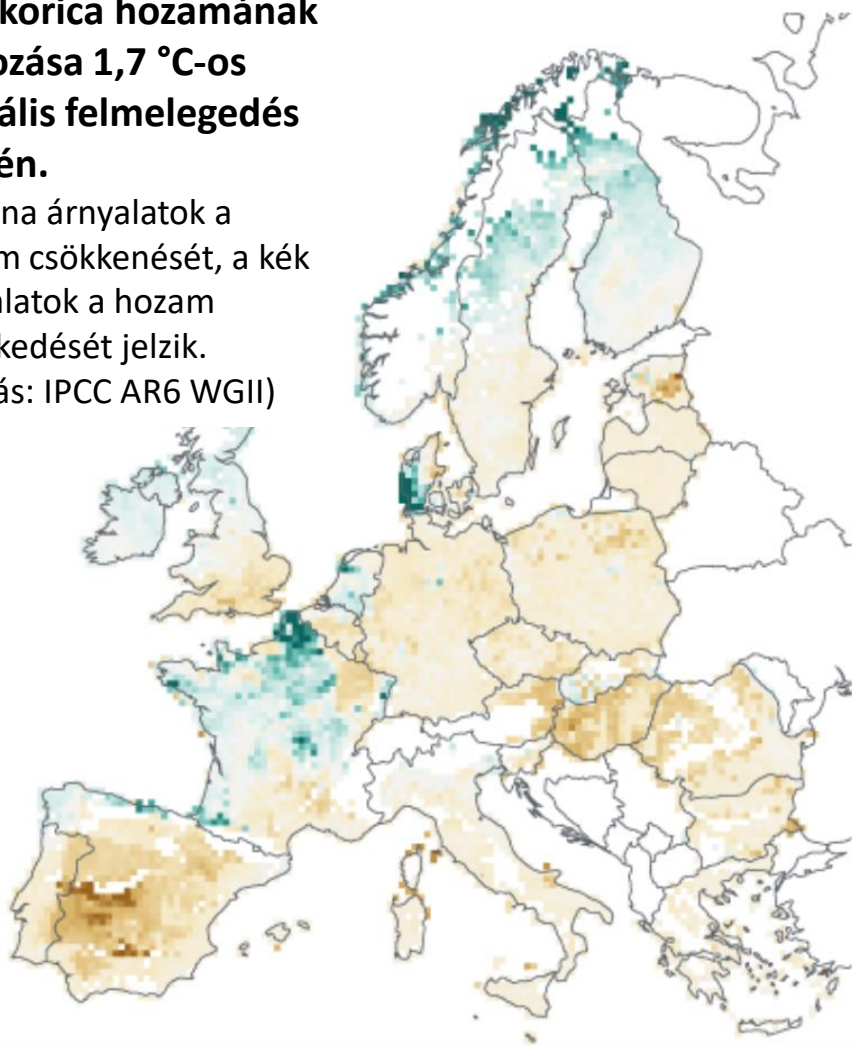 korica hozamának
ozása 1,7 °C-os
ális felmelegedés
én.
na árnyalatok a
m csökkenését, a kék
alatok a hozam
kedését jelzik.
ás: IPCC AR6 WGII)